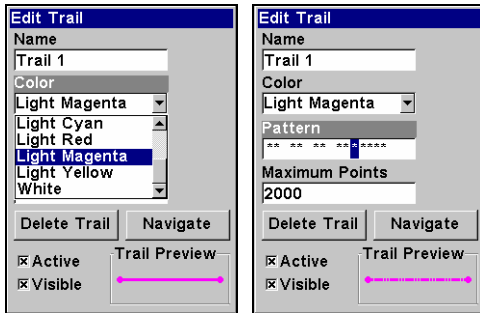 Edit Trail
Name
Trail 1
Color
Light Magenta
Light Cyan
Light Red
Light Magenta
Light Yellow
White
Delete Trail Navigate
Active
Visible
Trail Preview
Edit Trail
Name
Trail 1
Color
Light Magenta
Pattern
** ** ** *******
Maximum Points
2000
Delete Trail Navigate
Active
Visible
Trail Preview